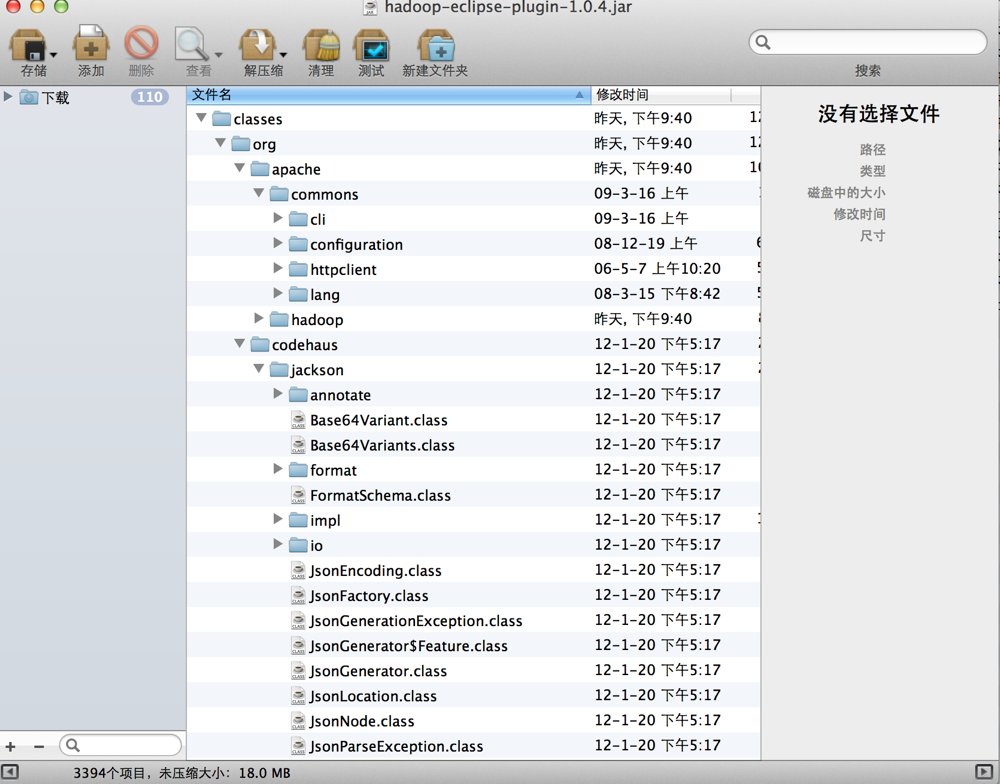 hadoop-eclipse-plugin-1.0.4.jar
存储 添加 删除 查看 解压缩 清理 测试 新建文件夹 搜索
下载 110
文件名 修改时间
没有选择文件
路径
类型
磁盘中的大小
修改时间
尺寸
classes 昨天, 下午9:40
org 昨天, 下午9:40
apache 昨天, 下午9:40
commons 09-3-16 上午
cli 09-3-16 上午
configuration 08-12-19 上午
httpclient 06-5-7 上午10:20
lang 08-3-15 下午8:42
hadoop 昨天, 下午9:40
codehaus 12-1-20 下午5:17
jackson 12-1-20 下午5:17
annotate 12-1-20 下午5:17
Base64Variant.class 12-1-20 下午5:17
Base64Variants.class 12-1-20 下午5:17
format 12-1-20 下午5:17
FormatSchema.class 12-1-20 下午5:17
impl 12-1-20 下午5:17
io 12-1-20 下午5:17
JsonEncoding.class 12-1-20 下午5:17
JsonFactory.class 12-1-20 下午5:17
JsonGenerationException.class 12-1-20 下午5:17
JsonGenerator$Feature.class 12-1-20 下午5:17
JsonGenerator.class 12-1-20 下午5:17
JsonLocation.class 12-1-20 下午5:17
JsonNode.class 12-1-20 下午5:17
JsonParseException.class 12-1-20 下午5:17
3394个项目，未压缩大小：18.0 MB